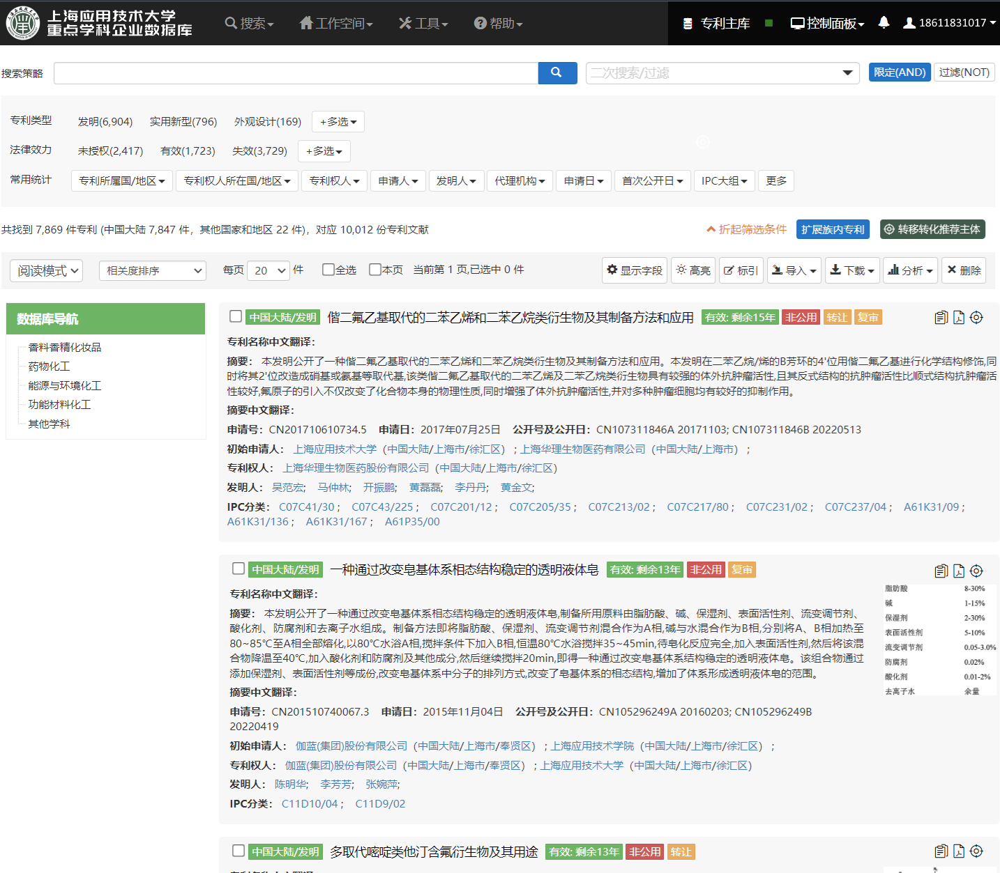 上海应用技术大学
重点学科企业数据库
搜索 工作空间 工具 帮助 专利主库 控制面板 18611831017
搜索策略 二次搜索/过滤 限定(AND) 过滤(NOT)
专利类型 发明(6,904) 实用新型(796) 外观设计(169) +多选
法律效力 未授权(2,417) 有效(1,723) 失效(3,729) +多选
常用统计 专利所属国/地区 专利权人所在国/地区 专利权人 申请人 发明人 代理机构 申请日 首次公开日 IPC大组 更多
共找到 7,869 件专利 (中国大陆 7,847 件，其他国家和地区 22 件)，对应 10,012 份专利文献 折起筛选条件 扩展族内专利 转移转化推荐主体
阅读模式 相关度排序 每页 20 件 全选 本页 当前第 1 页,已选中 0 件 显示字段 高亮 标引 导入 下载 分析 删除
数据库导航
香料香精化妆品
药物化工
能源与环境化工
功能材料化工
其他学科
中国大陆/发明 偕二氟乙基取代的二苯乙烯和二苯乙烷类衍生物及其制备方法和应用 有效: 剩余15年 非公用 转让 复审
专利名称中文翻译：
摘要： 本发明公开了一种偕二氟乙基取代的二苯乙烯和二苯乙烷类衍生物及其制备方法和应用。本发明在二苯乙烷/烯的B芳环的4'位用偕二氟乙基进行化学结构修饰,同
时将其2'位改造成硝基或氨基等取代基,该类偕二氟乙基取代的二苯乙烯及二苯乙烷类衍生物具有较强的体外抗肿瘤活性,且其反式结构的抗肿瘤活性比顺式结构抗肿瘤活
性较好,氟原子的引入不仅改变了化合物本身的物理性质,同时增强了体外抗肿瘤活性,并对多种肿瘤细胞均有较好的抑制作用。
摘要中文翻译：
申请号：CN201710610734.5 申请日：2017年07月25日 公开号及公开日：CN107311846A 20171103; CN107311846B 20220513
初始申请人： 上海应用技术大学（中国大陆/上海市/徐汇区）; 上海华理生物医药有限公司（中国大陆/上海市）;
专利权人： 上海华理生物医药股份有限公司（中国大陆/上海市/徐汇区）
发明人： 吴范宏; 马仲林; 开振鹏; 黄磊磊; 李丹丹; 黄金文;
IPC分类： C07C41/30 ; C07C43/225 ; C07C201/12 ; C07C205/35 ; C07C213/02 ; C07C217/80 ; C07C231/02 ; C07C237/04 ; A61K31/09 ;
A61K31/136 ; A61K31/167 ; A61P35/00
中国大陆/发明 一种通过改变皂基体系相态结构稳定的透明液体皂 有效: 剩余13年 非公用 复审
专利名称中文翻译：
摘要： 本发明公开了一种通过改变皂基体系相态结构稳定的透明液体皂,制备所用原料由脂肪酸、碱、保湿剂、表面活性剂、流变调节剂、
酸化剂、防腐剂和去离子水组成。制备方法即将脂肪酸、保湿剂、流变调节剂混合作为A相,碱与水混合作为B相,分别将A、B相加热至
80~85℃至A相全部熔化,以80℃水浴A相,搅拌条件下加入B相,恒温80℃水浴搅拌35~45min,待皂化反应完全,加入表面活性剂,然后将该混
合物降温至40℃,加入酸化剂和防腐剂及其他成分,然后继续搅拌20min,即得一种通过改变皂基体系结构稳定的透明液体皂。该组合物通过
添加保湿剂、表面活性剂等成份,改变皂基体系中分子的排列方式,改变了皂基体系的相态结构,增加了体系形成透明液体皂的范围。
摘要中文翻译：
申请号：CN201510740067.3 申请日：2015年11月04日 公开号及公开日：CN105296249A 20160203; CN105296249B
20220419
初始申请人： 伽蓝(集团)股份有限公司（中国大陆/上海市/奉贤区）; 上海应用技术学院（中国大陆/上海市/徐汇区）;
专利权人： 伽蓝(集团)股份有限公司（中国大陆/上海市/奉贤区）; 上海应用技术大学（中国大陆/上海市/徐汇区）
发明人： 陈明华; 李芳芳; 张婉萍;
IPC分类： C11D10/04 ; C11D9/02
脂肪酸 8-30%
碱 1-15%
保湿剂 2-30%
表面活性剂 5-10%
流变调节剂 0.05-3.0%
防腐剂 0.02%
酸化剂 0.01-2%
去离子水 余量
中国大陆/发明 多取代嘧啶类他汀含氟衍生物及其用途 有效: 剩余13年 非公用 转让